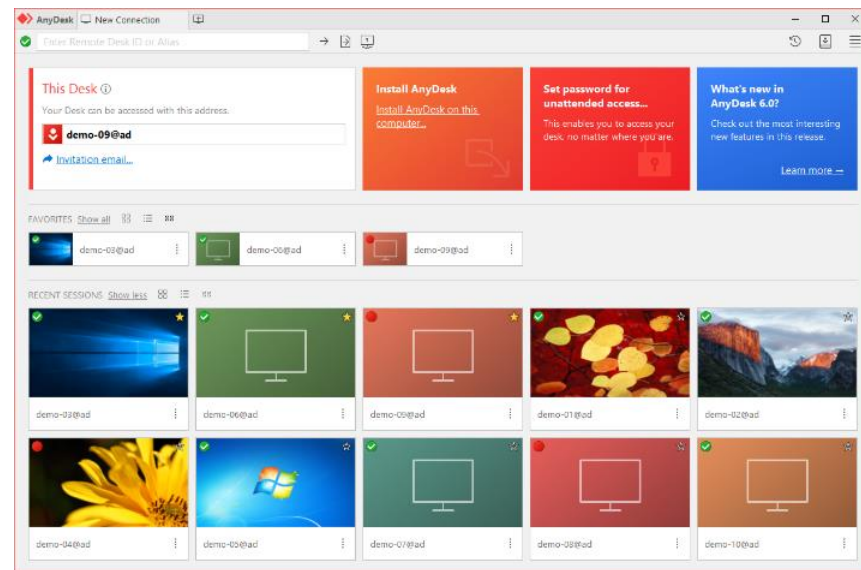 AnyDesk New Connection
Enter Remote Desk ID or Alias
This Desk
Your Desk can be accessed with this address.
demo-09@ad
Invitation email...
Install AnyDesk
Install AnyDesk on this
computer...
Set password for
unattended access...
This enables you to access your
desk, no matter where you are.
What's new in
AnyDesk 6.0?
Check out the most interesting
new features in this release.
Learn more →
FAVORITES Show all
demo-03@ad demo-06@ad demo-09@ad
RECENT SESSIONS Show less
demo-03@ad demo-06@ad demo-09@ad demo-01@ad demo-02@ad
demo-04@ad demo-05@ad demo-07@ad demo-08@ad demo-10@ad